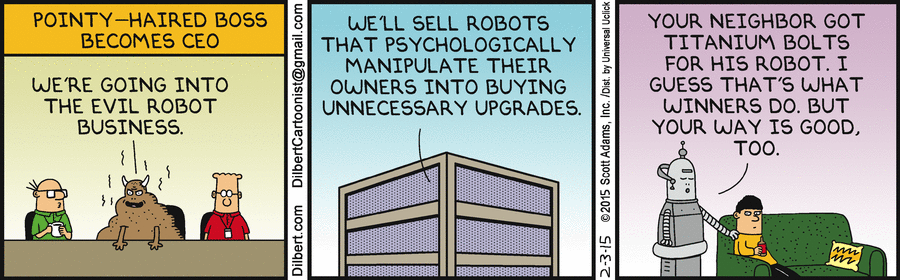 POINTY-HAIRED BOSS
BECOMES CEO
WE'RE GOING INTO
THE EVIL ROBOT
BUSINESS.
Dilbert.com DilbertCartoonist@gmail.com
WE'LL SELL ROBOTS
THAT PSYCHOLOGICALLY
MANIPULATE THEIR
OWNERS INTO BUYING
UNNECESSARY UPGRADES.
2-3-15 ©2015 Scott Adams, Inc. /Dist. by Universal Uclick
YOUR NEIGHBOR GOT
TITANIUM BOLTS
FOR HIS ROBOT. I
GUESS THAT'S WHAT
WINNERS DO. BUT
YOUR WAY IS GOOD,
TOO.